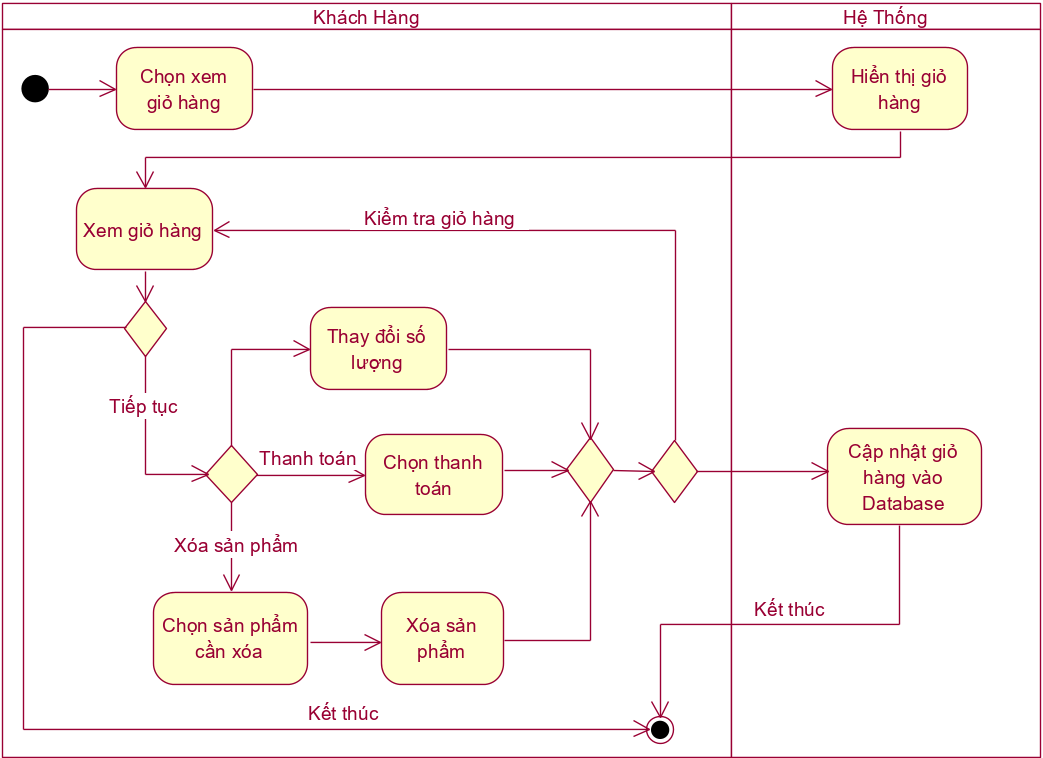 Khách Hàng
Hệ Thống
Chọn xem
giỏ hàng
Hiển thị giỏ
hàng
Xem giỏ hàng
Kiểm tra giỏ hàng
Thay đổi số
lượng
Tiếp tục
Thanh toán
Chọn thanh
toán
Cập nhật giỏ
hàng vào
Database
Xóa sản phẩm
Chọn sản phẩm
cần xóa
Xóa sản
phẩm
Kết thúc
Kết thúc